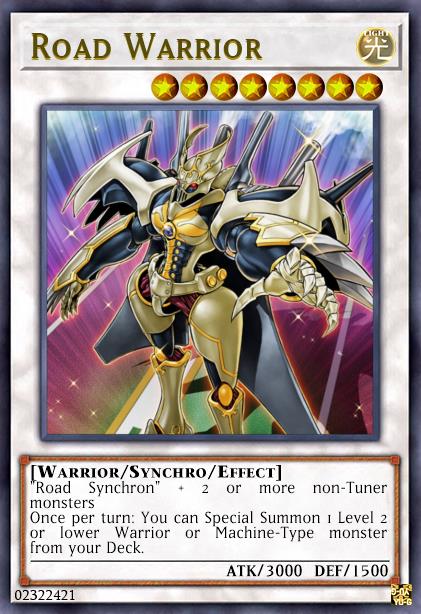 Road Warrior
LIGHT
光
[Warrior/Synchro/Effect]
"Road Synchron" + 2 or more non-Tuner
monsters
Once per turn: You can Special Summon 1 Level 2
or lower Warrior or Machine-Type monster
from your Deck.
ATK/3000 DEF/1500
02322421